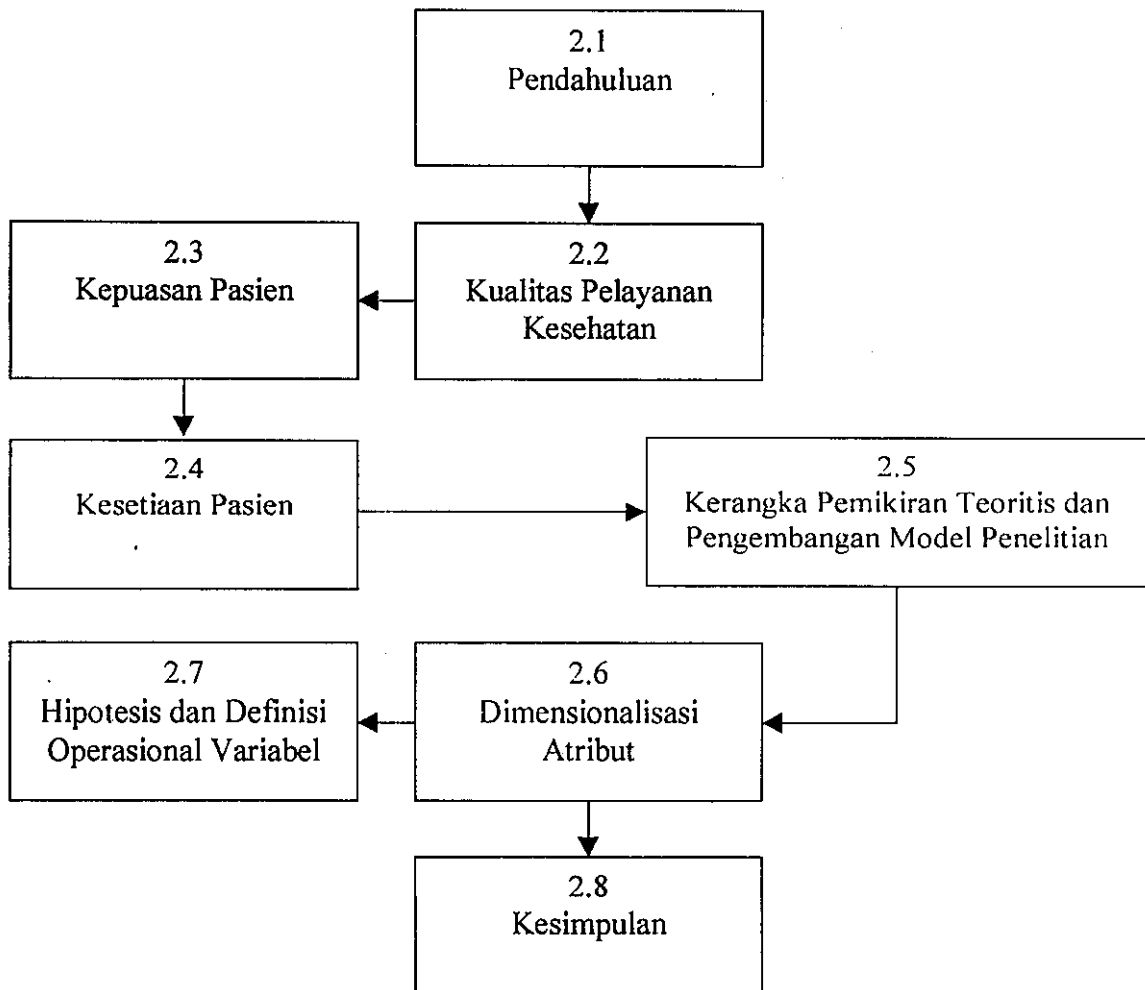 2.1
Pendahuluan
2.2
Kualitas Pelayanan
Kesehatan
2.3
Kepuasan Pasien
2.4
Kesetiaan Pasien
2.5
Kerangka Pemikiran Teoritis dan
Pengembangan Model Penelitian
2.6
Dimensionalisasi
Atribut
2.7
Hipotesis dan Definisi
Operasional Variabel
2.8
Kesimpulan